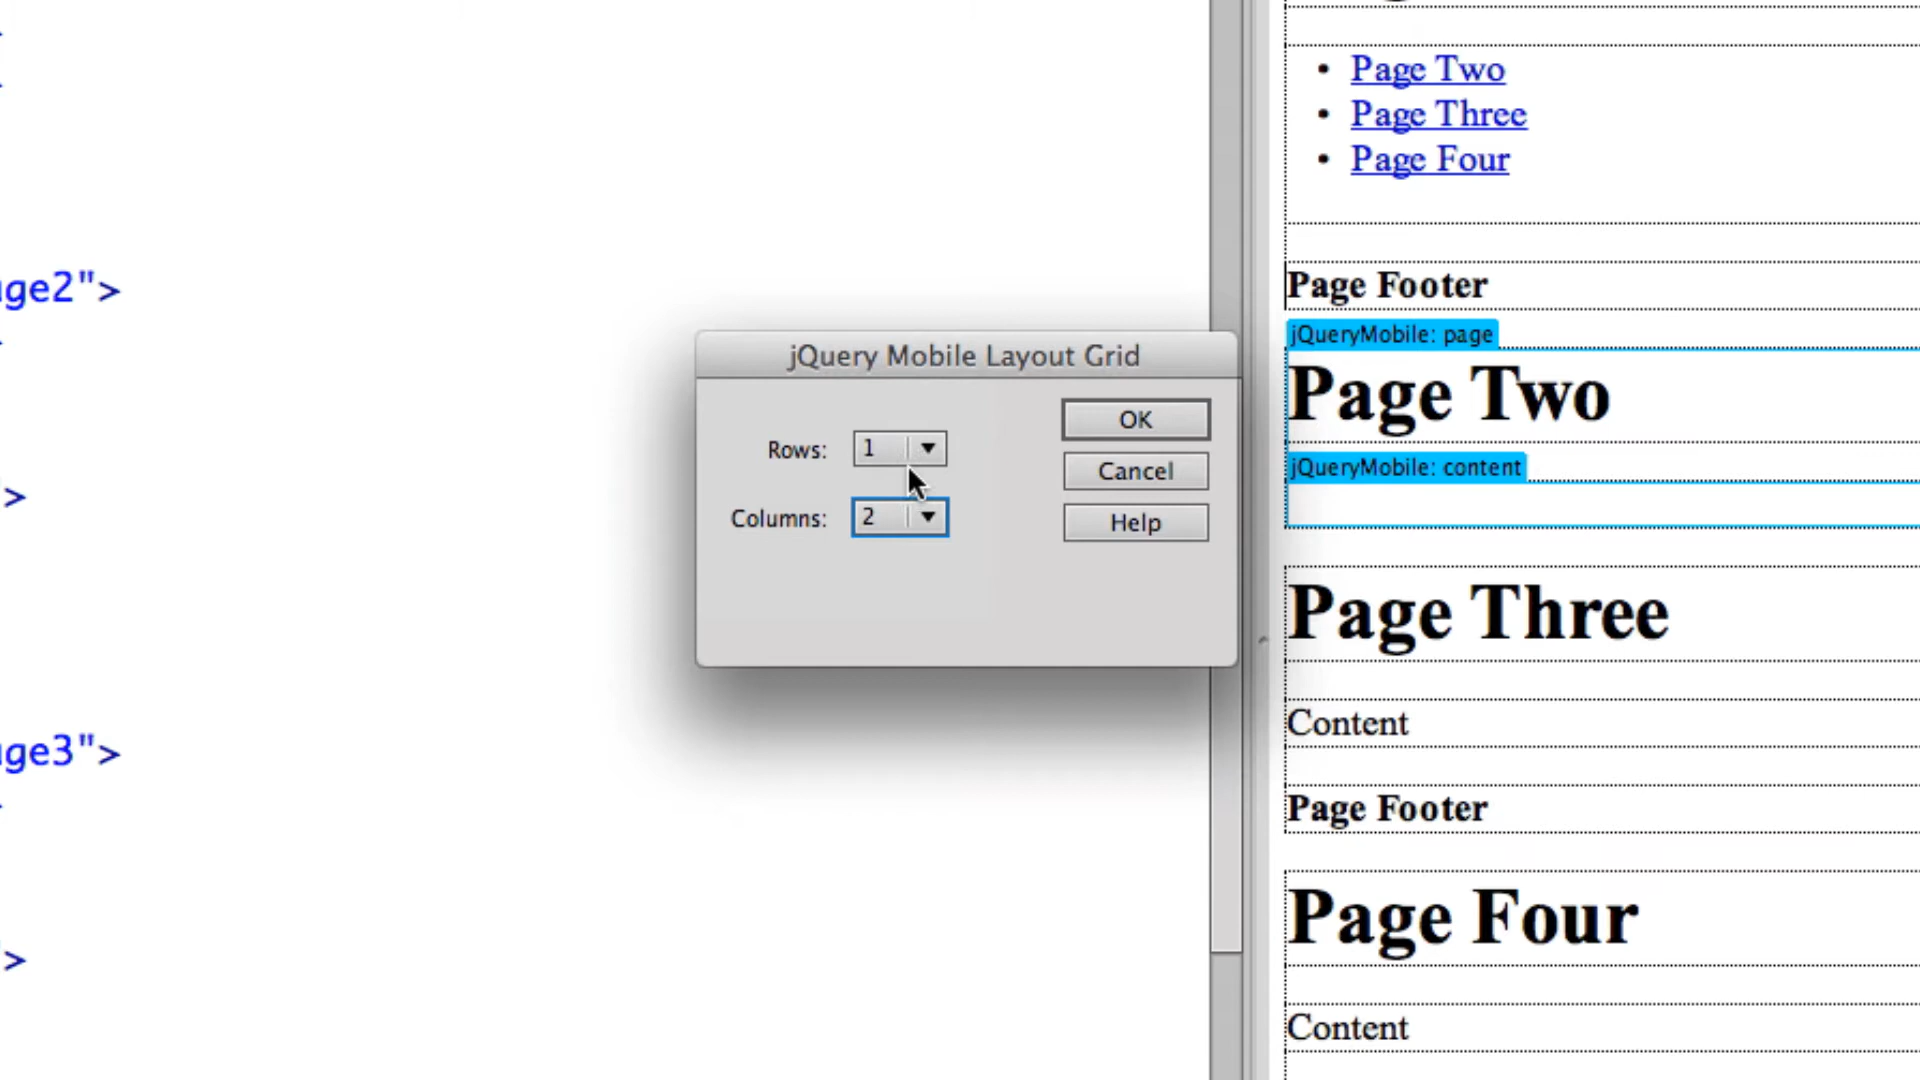 Page Two
Page Three
Page Four
ge2">
Page Footer
jQueryMobile: page
Page Two
jQueryMobile: content
jQuery Mobile Layout Grid
Rows: 1
Columns: 2
OK
Cancel
Help
>
Page Three
Content
ge3">
Page Footer
Page Four
>
Content